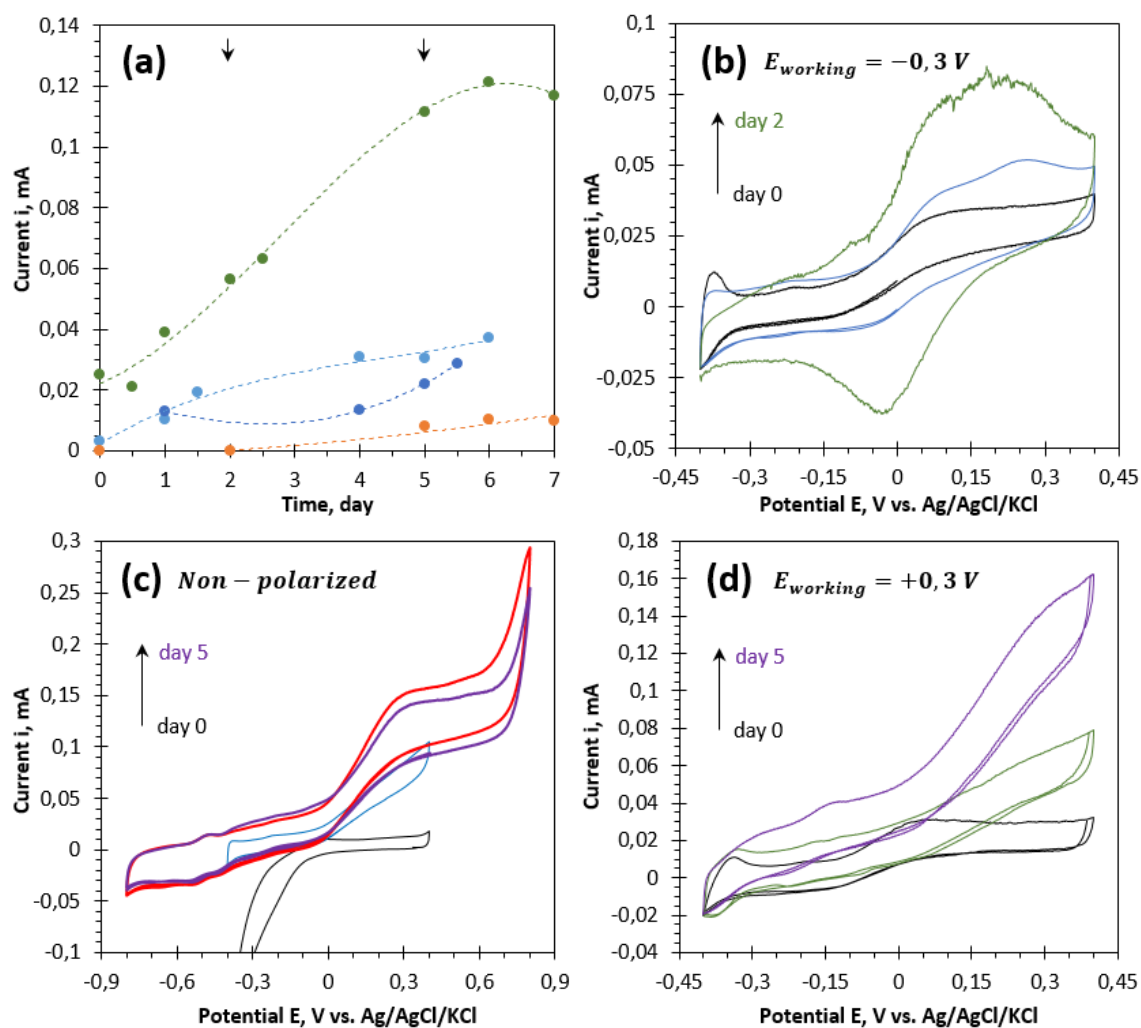 (a)
Current i, mA
0,14
0,12
0,1
0,08
0,06
0,04
0,02
0
0 1 2 3 4 5 6 7
Time, day
(b) E_working = −0, 3 V
day 2
day 0
Current i, mA
0,1
0,075
0,05
0,025
0
-0,025
-0,05
-0,45 -0,3 -0,15 0 0,15 0,3 0,45
Potential E, V vs. Ag/AgCl/KCl
(c) Non − polarized
day 5
day 0
Current i, mA
0,3
0,25
0,2
0,15
0,1
0,05
0
-0,05
-0,1
-0,9 -0,6 -0,3 0 0,3 0,6 0,9
Potential E, V vs. Ag/AgCl/KCl
(d) E_working = +0, 3 V
day 5
day 0
Current i, mA
0,18
0,16
0,14
0,12
0,1
0,08
0,06
0,04
0,02
0
-0,02
-0,04
-0,45 -0,3 -0,15 0 0,15 0,3 0,45
Potential E, V vs. Ag/AgCl/KCl